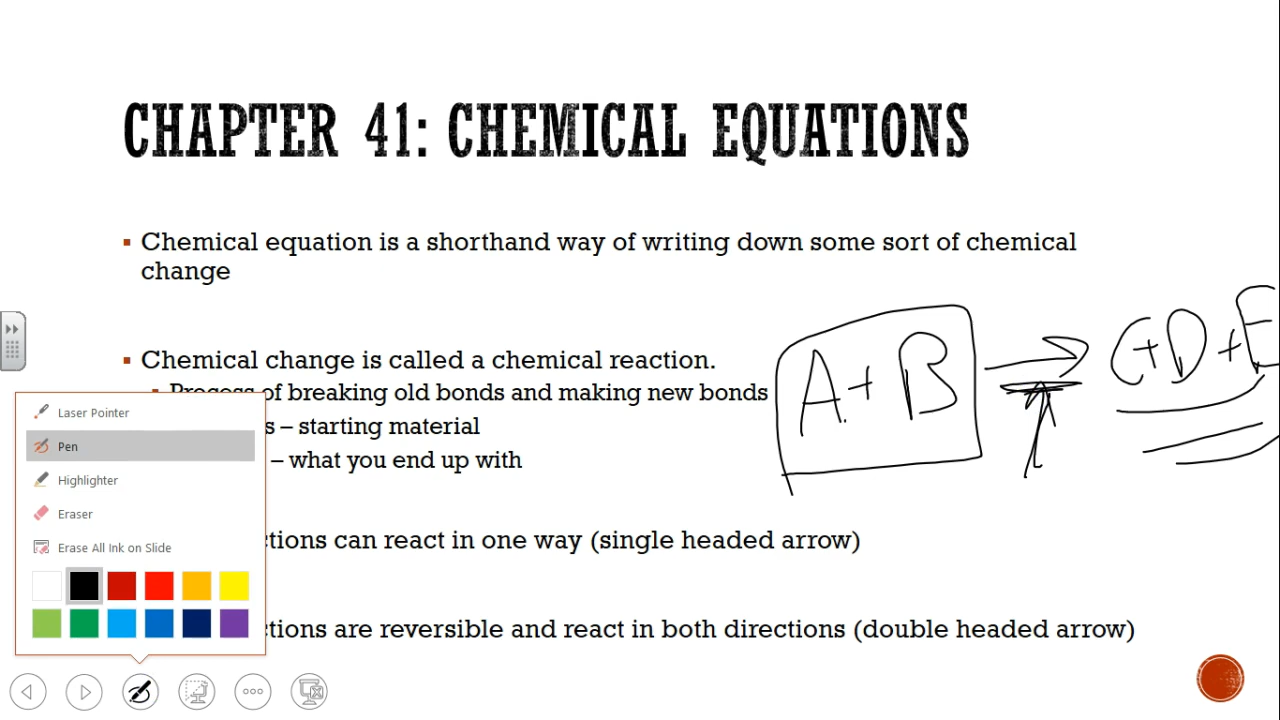 CHAPTER 41: CHEMICAL EQUATIONS
Chemical equation is a shorthand way of writing down some sort of chemical
change
Chemical change is called a chemical reaction.
Process of breaking old bonds and making new bonds
s – starting material
– what you end up with
ctions can react in one way (single headed arrow)
ctions are reversible and react in both directions (double headed arrow)
A + B → C + D + E
Laser Pointer
Pen
Highlighter
Eraser
Erase All Ink on Slide